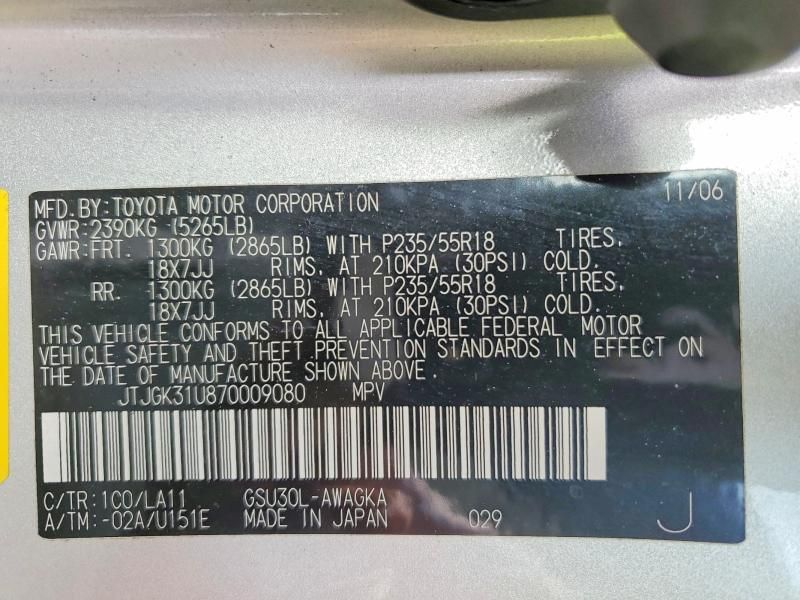 MFD. BY: TOYOTA MOTOR CORPORATION 11/06
GVWR: 2390KG (5265LB)
GAWR: FRT. 1300KG (2865LB) WITH P235/55R18 TIRES,
18X7JJ RIMS, AT 210KPA (30PSI) COLD.
RR. 1300KG (2865LB) WITH P235/55R18 TIRES,
18X7JJ RIMS, AT 210KPA (30PSI) COLD.
THIS VEHICLE CONFORMS TO ALL APPLICABLE FEDERAL MOTOR
VEHICLE SAFETY AND THEFT PREVENTION STANDARDS IN EFFECT ON
THE DATE OF MANUFACTURE SHOWN ABOVE.
JTJGK31U870009080 MPV
C/TR: 1C0/LA11 GSU30L-AWAGKA
A/TM: -02A/U151E MADE IN JAPAN 029 J